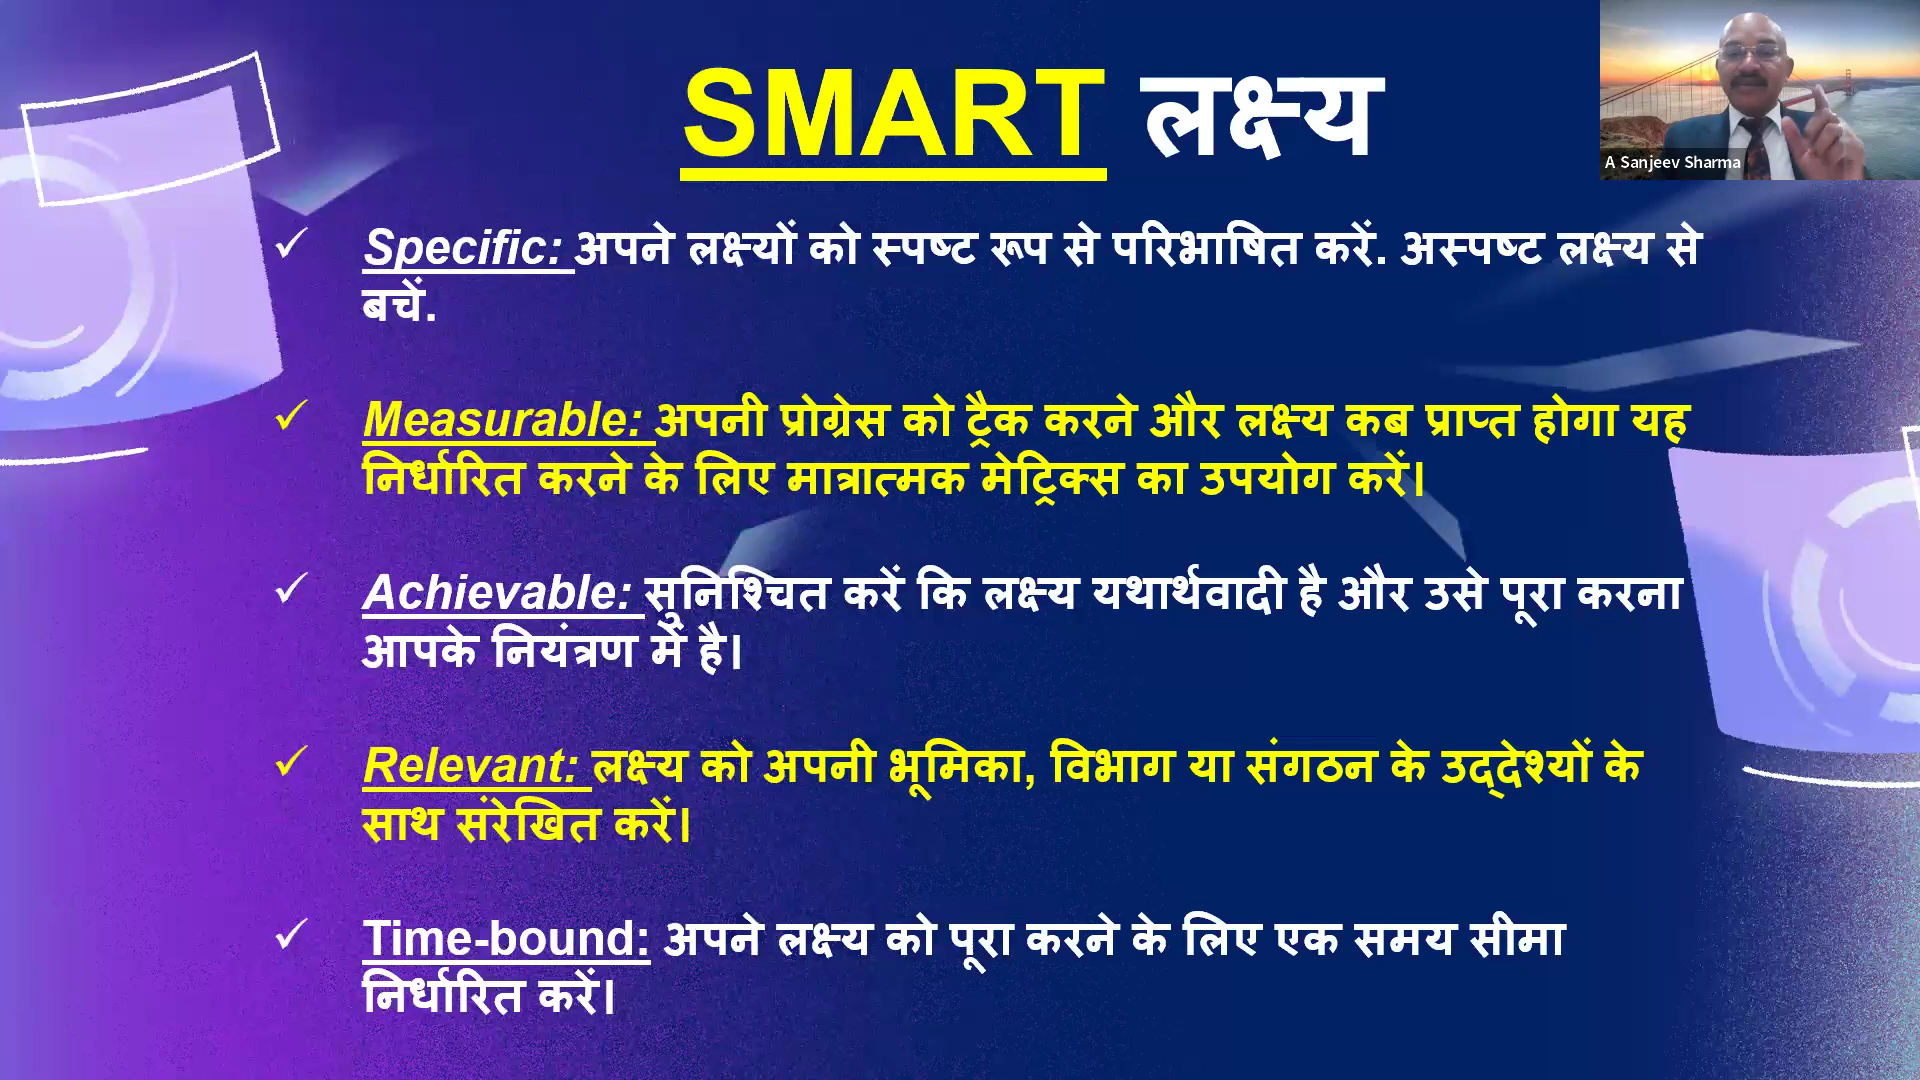 SMART लक्ष्य
A Sanjeev Sharma
Specific: अपने लक्ष्यों को स्पष्ट रूप से परिभाषित करें. अस्पष्ट लक्ष्य से
बचें.
Measurable: अपनी प्रोग्रेस को ट्रैक करने और लक्ष्य कब प्राप्त होगा यह
निर्धारित करने के लिए मात्रात्मक मेट्रिक्स का उपयोग करें।
Achievable: सुनिश्चित करें कि लक्ष्य यथार्थवादी है और उसे पूरा करना
आपके नियंत्रण में है।
Relevant: लक्ष्य को अपनी भूमिका, विभाग या संगठन के उद्देश्यों के
साथ संरेखित करें।
Time-bound: अपने लक्ष्य को पूरा करने के लिए एक समय सीमा
निर्धारित करें।